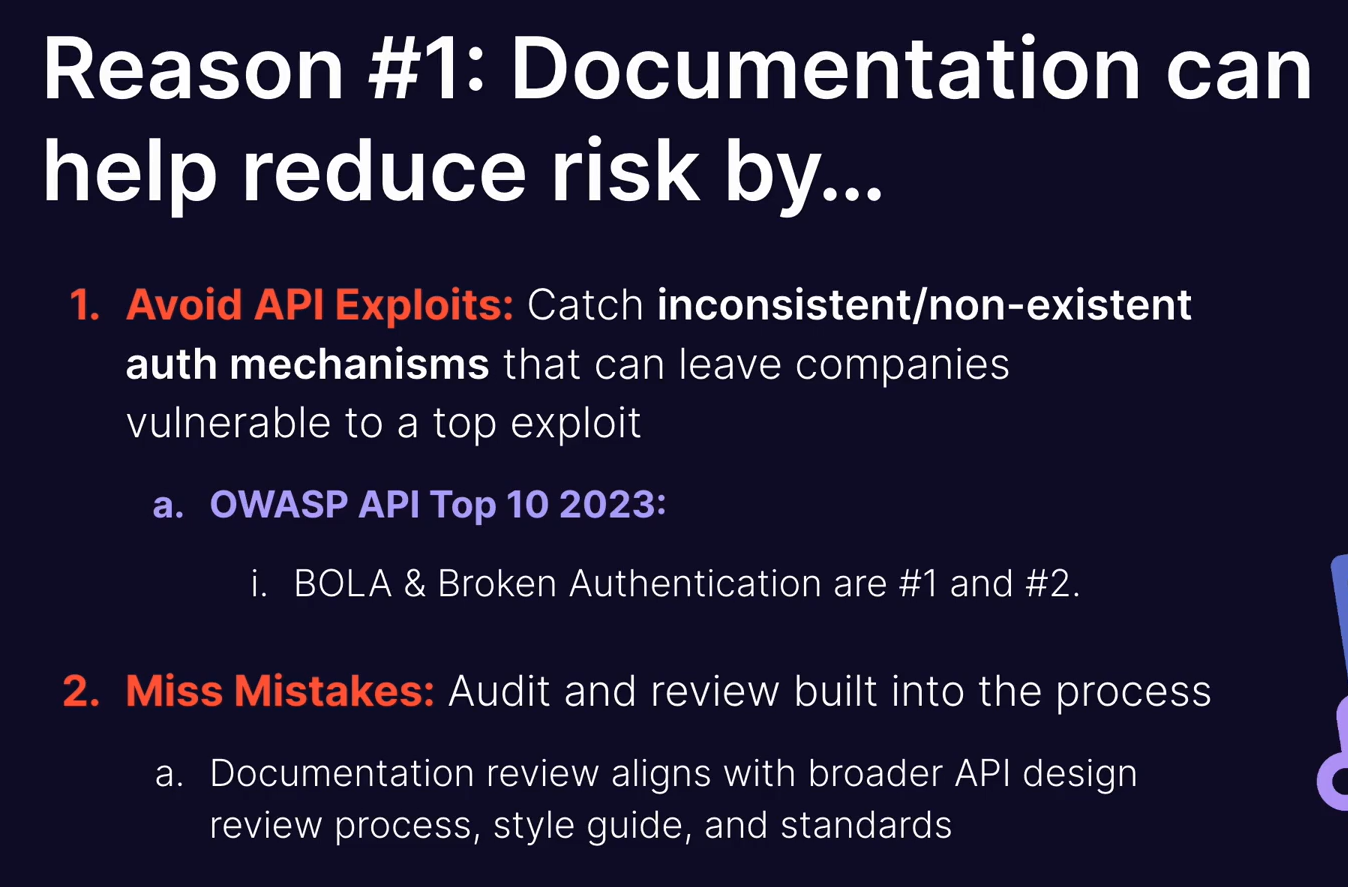 Reason #1: Documentation can
help reduce risk by...
1. Avoid API Exploits: Catch inconsistent/non-existent
auth mechanisms that can leave companies
vulnerable to a top exploit
a. OWASP API Top 10 2023:
i. BOLA & Broken Authentication are #1 and #2.
2. Miss Mistakes: Audit and review built into the process
a. Documentation review aligns with broader API design
review process, style guide, and standards